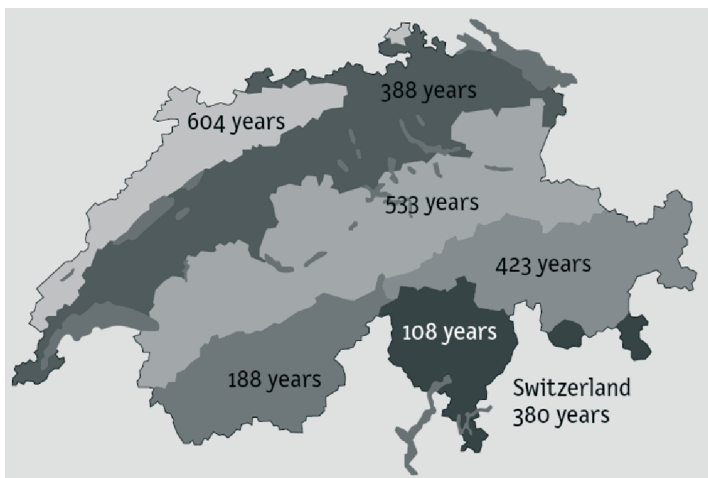 388 years
604 years
533 years
423 years
108 years
188 years
Switzerland
380 years